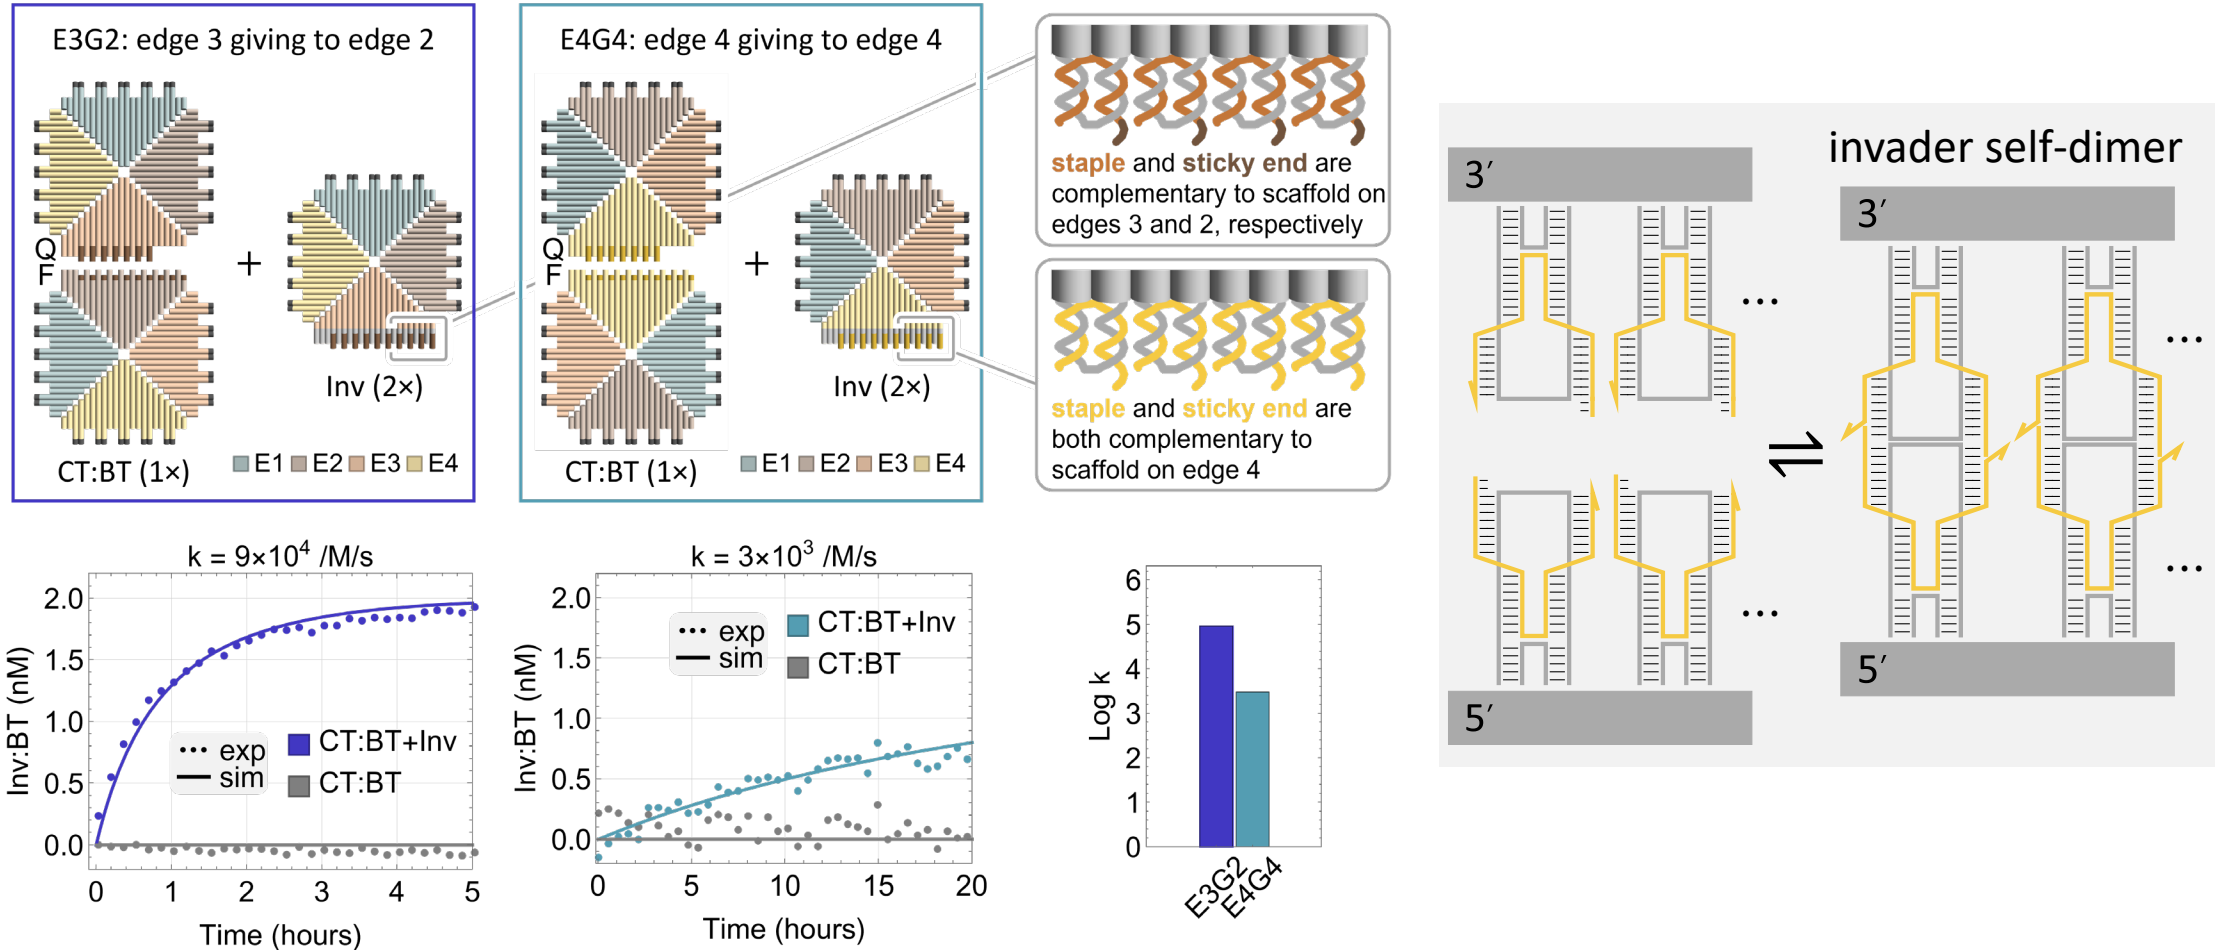 E3G2: edge 3 giving to edge 2
Q
F
+
Inv (2×)
CT:BT (1×)
E1 E2 E3 E4
E4G4: edge 4 giving to edge 4
Q
F
+
Inv (2×)
CT:BT (1×)
E1 E2 E3 E4
staple and sticky end are
complementary to scaffold on
edges 3 and 2, respectively
staple and sticky end are
both complementary to
scaffold on edge 4
invader self-dimer
3′
...
...
5′
⇌
3′
...
...
5′
k = 9×10⁴ /M/s
Inv:BT (nM)
2.0
1.5
1.0
0.5
0.0
exp
sim
CT:BT+Inv
CT:BT
0 1 2 3 4 5
Time (hours)
k = 3×10³ /M/s
Inv:BT (nM)
2.0
1.5
1.0
0.5
0.0
exp
sim
CT:BT+Inv
CT:BT
0 5 10 15 20
Time (hours)
Log k
6
5
4
3
2
1
0
E3G2
E4G4